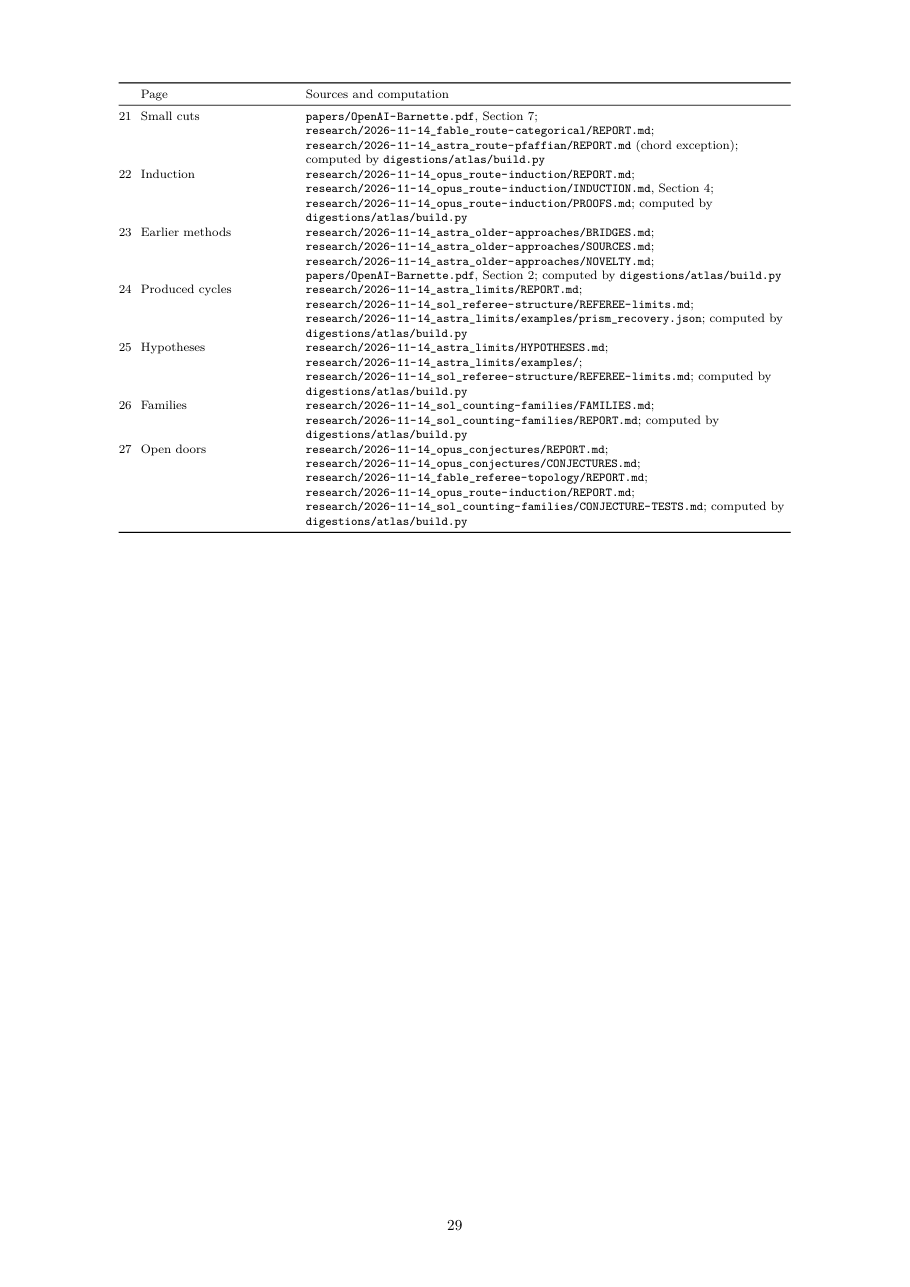 Page Sources and computation
21 Small cuts papers/OpenAI-Barnette.pdf, Section 7;
research/2026-11-14_fable_route-categorical/REPORT.md;
research/2026-11-14_astra_route-pfaffian/REPORT.md (chord exception);
computed by digestions/atlas/build.py
22 Induction research/2026-11-14_opus_route-induction/REPORT.md;
research/2026-11-14_opus_route-induction/INDUCTION.md, Section 4;
research/2026-11-14_opus_route-induction/PROOFS.md; computed by
digestions/atlas/build.py
23 Earlier methods research/2026-11-14_astra_older-approaches/BRIDGES.md;
research/2026-11-14_astra_older-approaches/SOURCES.md;
research/2026-11-14_astra_older-approaches/NOVELTY.md;
papers/OpenAI-Barnette.pdf, Section 2; computed by digestions/atlas/build.py
24 Produced cycles research/2026-11-14_astra_limits/REPORT.md;
research/2026-11-14_sol_referee-structure/REFEREE-limits.md;
research/2026-11-14_astra_limits/examples/prism_recovery.json; computed by
digestions/atlas/build.py
25 Hypotheses research/2026-11-14_astra_limits/HYPOTHESES.md;
research/2026-11-14_astra_limits/examples/;
research/2026-11-14_sol_referee-structure/REFEREE-limits.md; computed by
digestions/atlas/build.py
26 Families research/2026-11-14_sol_counting-families/FAMILIES.md;
research/2026-11-14_sol_counting-families/REPORT.md; computed by
digestions/atlas/build.py
27 Open doors research/2026-11-14_opus_conjectures/REPORT.md;
research/2026-11-14_opus_conjectures/CONJECTURES.md;
research/2026-11-14_fable_referee-topology/REPORT.md;
research/2026-11-14_opus_route-induction/REPORT.md;
research/2026-11-14_sol_counting-families/CONJECTURE-TESTS.md; computed by
digestions/atlas/build.py
29